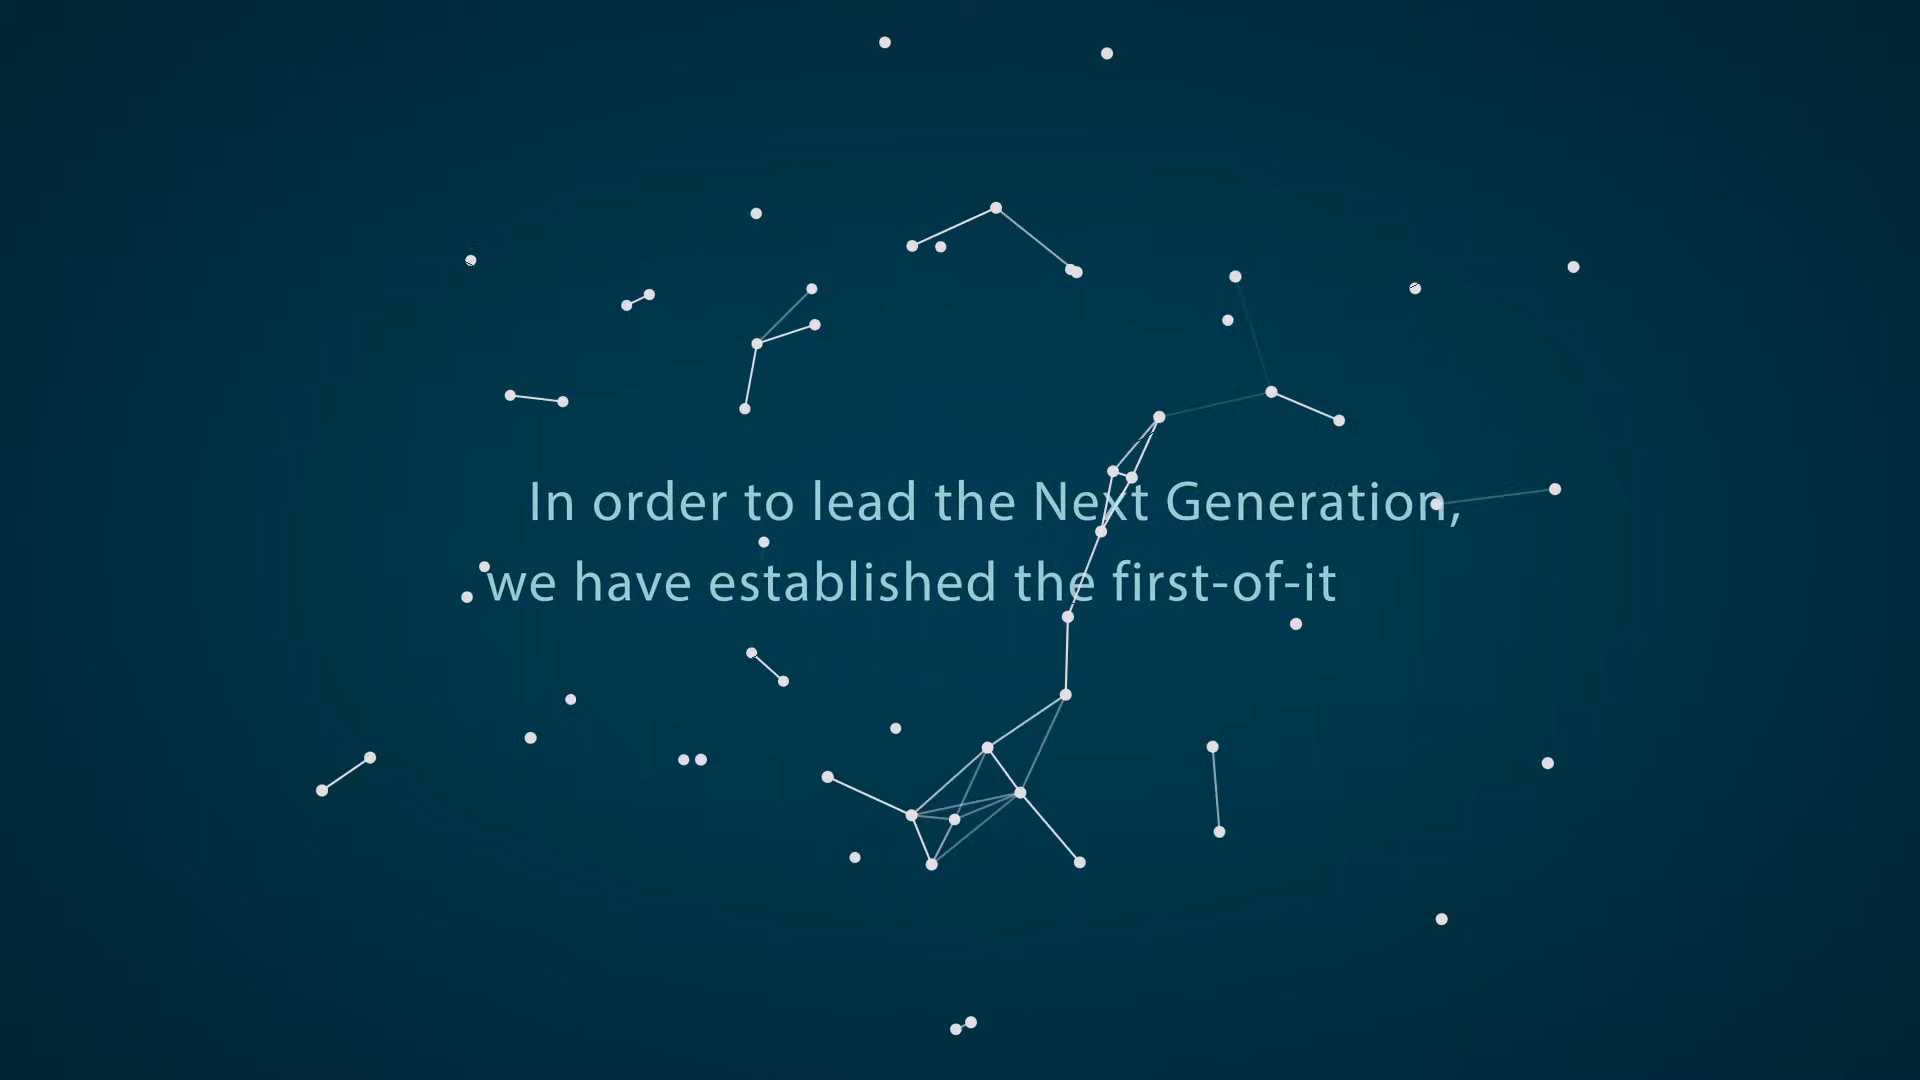 In order to lead the Next Generation,
we have established the first-of-it